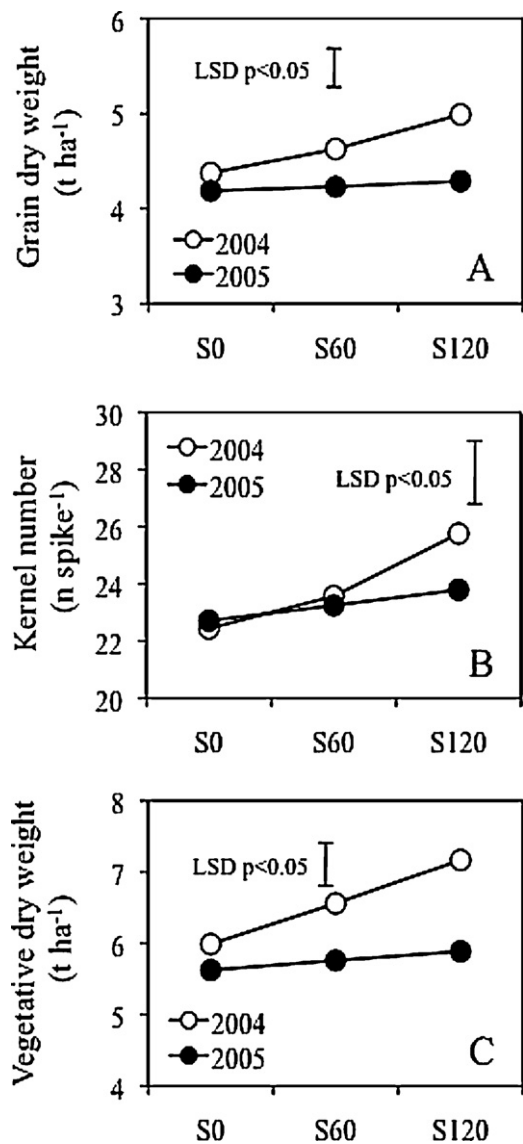 Grain dry weight
(t ha⁻¹)
6
5
4
3
LSD p<0.05
2004
2005
A
S0 S60 S120
Kernel number
(n spike⁻¹)
30
28
26
24
22
20
2004
2005
LSD p<0.05
B
S0 S60 S120
Vegetative dry weight
(t ha⁻¹)
8
7
6
5
4
LSD p<0.05
2004
2005
C
S0 S60 S120